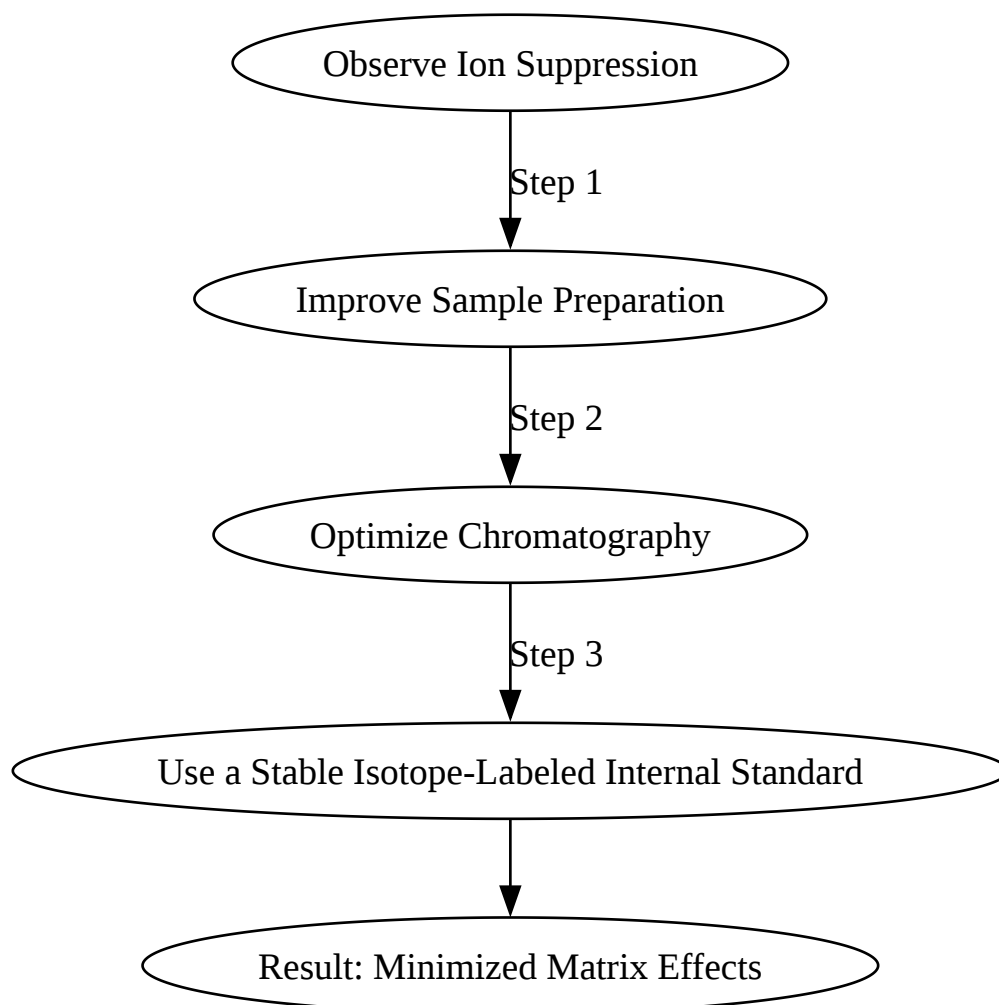 Observe Ion Suppression
Step 1
Improve Sample Preparation
Step 2
Optimize Chromatography
Step 3
Use a Stable Isotope-Labeled Internal Standard
Result: Minimized Matrix Effects